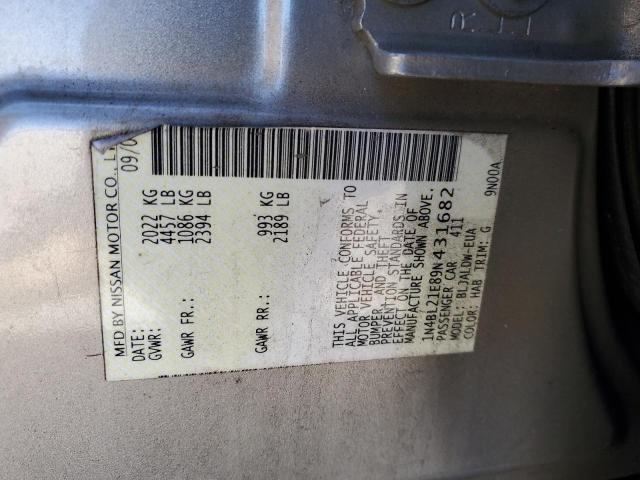 MFD BY NISSAN MOTOR CO., L
DATE: 09/0
GVWR: 2022 KG
4457 LB
GAWR FR.: 1086 KG
2394 LB
GAWR RR.: 993 KG
2189 LB
THIS VEHICLE CONFORMS TO
ALL APPLICABLE FEDERAL
MOTOR VEHICLE SAFETY,
BUMPER, AND THEFT
PREVENTION STANDARDS IN
EFFECT ON THE DATE OF
MANUFACTURE SHOWN ABOVE.
1N4BL21E89N431682
PASSENGER CAR 411
MODEL: BLJALDW-EUA
COLOR: HAB TRIM: G
9N00A